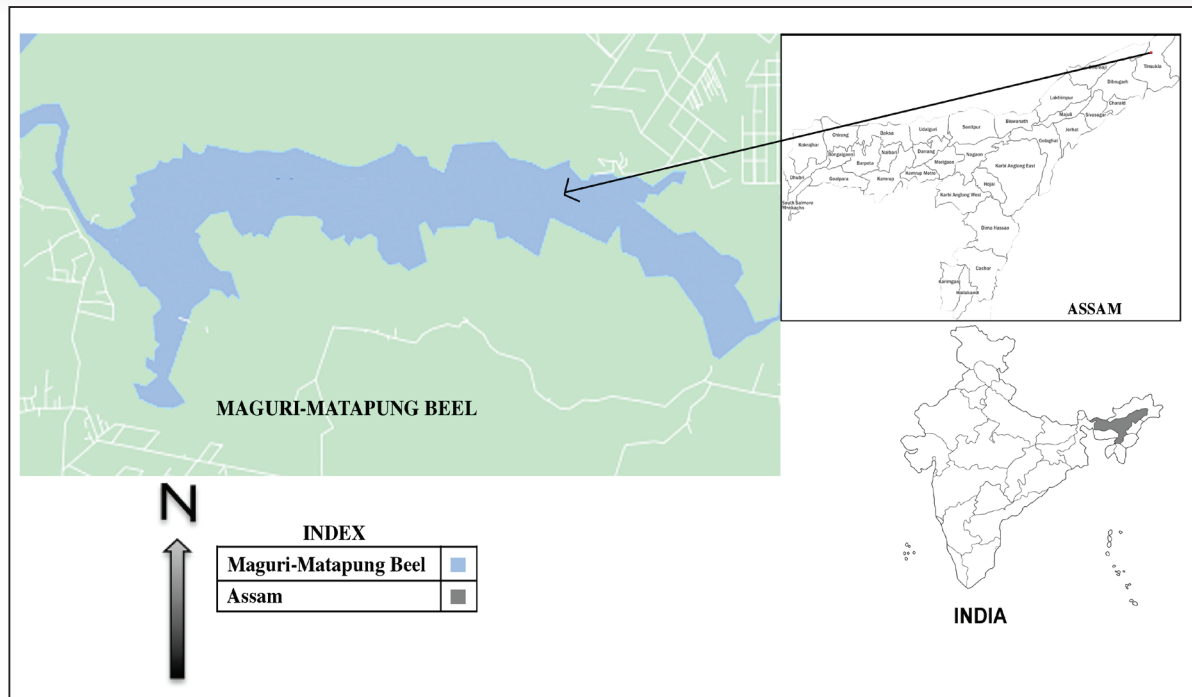 MAGURI-MATAPUNG BEEL
Tinsukia
Dibrugarh
Lakhimpur
Charaideo
Majuli
Sivasagar
Jorhat
Golaghat
Biswanath
Sonitpur
Udalguri
Baksa
Chirang
Kokrajhar
Bongaigaon
Barpeta
Nalbari
Darrang
Morigaon
Nagaon
Karbi Anglong East
Dhubri
Goalpara
Kamrup
Kamrup Metro
Hojai
Karbi Anglong West
South Salmara
Dima Hasao
Cachar
Karimganj
Hailakandi
ASSAM
N
INDEX
Maguri-Matapung Beel
Assam
INDIA